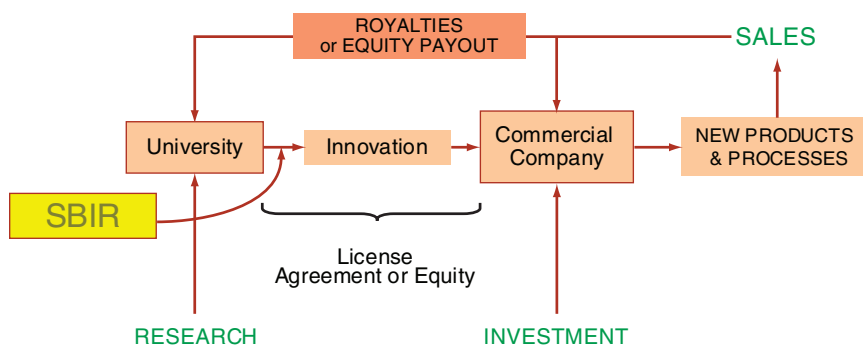 ROYALTIES
or EQUITY PAYOUT
SALES
University
Innovation
Commercial
Company
NEW PRODUCTS
& PROCESSES
SBIR
License
Agreement or Equity
RESEARCH
INVESTMENT